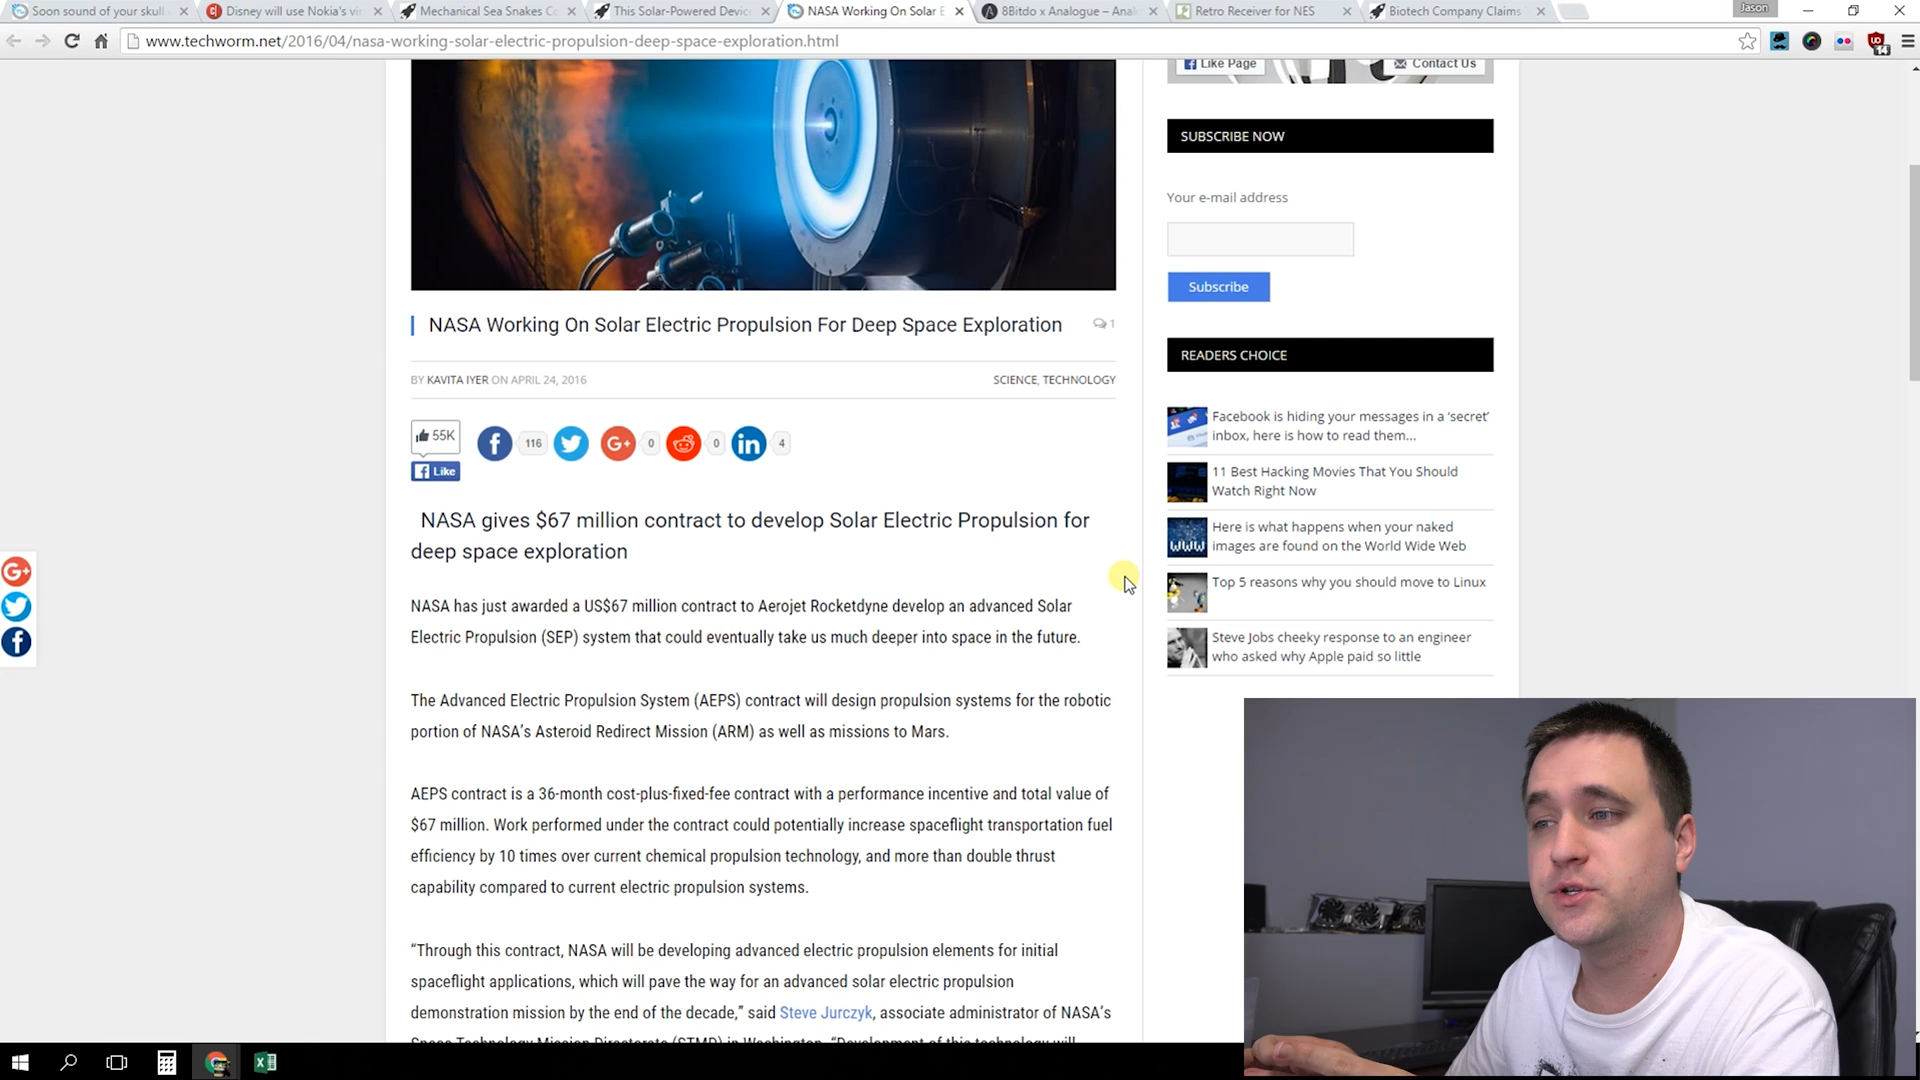 Soon sound of your skull
Disney will use Nokia's vi
Mechanical Sea Snakes C
This Solar-Powered Device
NASA Working On Solar E
8Bitdo x Analogue – Anal
Retro Receiver for NES
Biotech Company Claims
Jason
www.techworm.net/2016/04/nasa-working-solar-electric-propulsion-deep-space-exploration.html
14
Like Page
Contact Us
SUBSCRIBE NOW
Your e-mail address
Subscribe
NASA Working On Solar Electric Propulsion For Deep Space Exploration
1
BY KAVITA IYER ON APRIL 24, 2016
SCIENCE, TECHNOLOGY
55K
Like
116
0
0
4
NASA gives $67 million contract to develop Solar Electric Propulsion for
deep space exploration
NASA has just awarded a US$67 million contract to Aerojet Rocketdyne develop an advanced Solar
Electric Propulsion (SEP) system that could eventually take us much deeper into space in the future.
The Advanced Electric Propulsion System (AEPS) contract will design propulsion systems for the robotic
portion of NASA's Asteroid Redirect Mission (ARM) as well as missions to Mars.
AEPS contract is a 36-month cost-plus-fixed-fee contract with a performance incentive and total value of
$67 million. Work performed under the contract could potentially increase spaceflight transportation fuel
efficiency by 10 times over current chemical propulsion technology, and more than double thrust
capability compared to current electric propulsion systems.
“Through this contract, NASA will be developing advanced electric propulsion elements for initial
spaceflight applications, which will pave the way for an advanced solar electric propulsion
demonstration mission by the end of the decade,” said Steve Jurczyk, associate administrator of NASA's
Space Technology Mission Directorate (STMD) in Washington. “Development of this technology will
READERS CHOICE
Facebook is hiding your messages in a ‘secret’
inbox, here is how to read them...
11 Best Hacking Movies That You Should
Watch Right Now
Here is what happens when your naked
images are found on the World Wide Web
Top 5 reasons why you should move to Linux
Steve Jobs cheeky response to an engineer
who asked why Apple paid so little